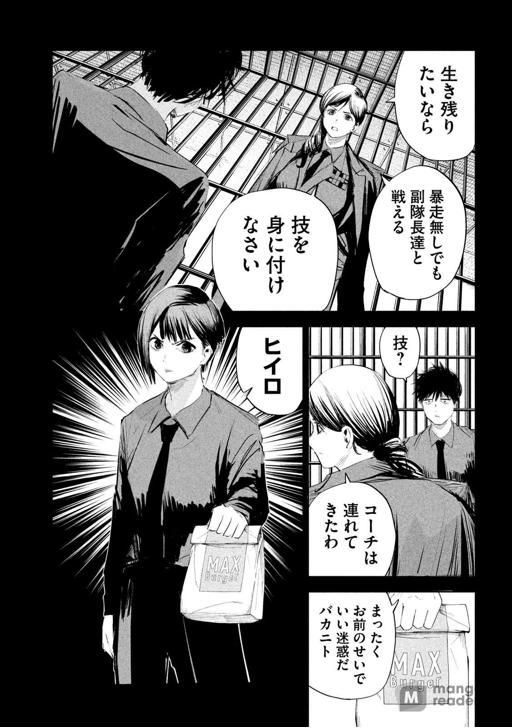 生き残り
たいなら
暴走無しでも
副隊長達と
戦える
技を
身に付け
なさい
技?
コーチは
連れて
きたわ
ヒイロ
MAX
Burger
まったく
お前のせいで
いい迷惑だ
バカニト
MAX
Burger
M
mang
reade